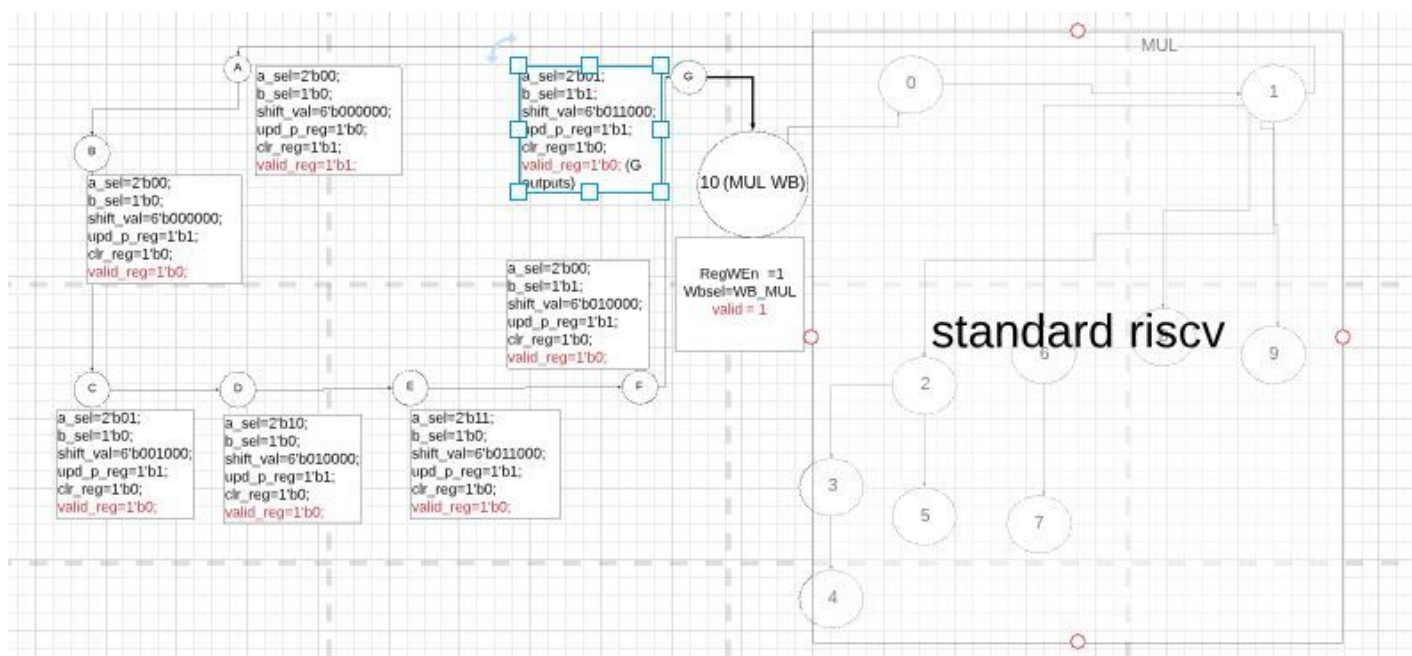 MUL
A
a_sel=2'b00;
b_sel=1'b0;
shift_val=6'b000000;
upd_p_reg=1'b0;
clr_reg=1'b1;
valid_reg=1'b1;
a_sel=2'b01;
b_sel=1'b1;
shift_val=6'b011000;
upd_p_reg=1'b1;
clr_reg=1'b0;
valid_reg=1'b0; (G
outputs)
G
0
1
B
a_sel=2'b00;
b_sel=1'b0;
shift_val=6'b000000;
upd_p_reg=1'b1;
clr_reg=1'b0;
valid_reg=1'b0;
10 (MUL WB)
RegWEn =1
Wbsel=WB_MUL
valid = 1
a_sel=2'b00;
b_sel=1'b1;
shift_val=6'b010000;
upd_p_reg=1'b1;
clr_reg=1'b0;
valid_reg=1'b0;
standard riscv
6
9
2
C
D
E
F
a_sel=2'b01;
b_sel=1'b0;
shift_val=6'b001000;
upd_p_reg=1'b1;
clr_reg=1'b0;
valid_reg=1'b0;
a_sel=2'b10;
b_sel=1'b0;
shift_val=6'b010000;
upd_p_reg=1'b1;
clr_reg=1'b0;
valid_reg=1'b0;
a_sel=2'b11;
b_sel=1'b0;
shift_val=6'b011000;
upd_p_reg=1'b1;
clr_reg=1'b0;
valid_reg=1'b0;
3
5
7
4